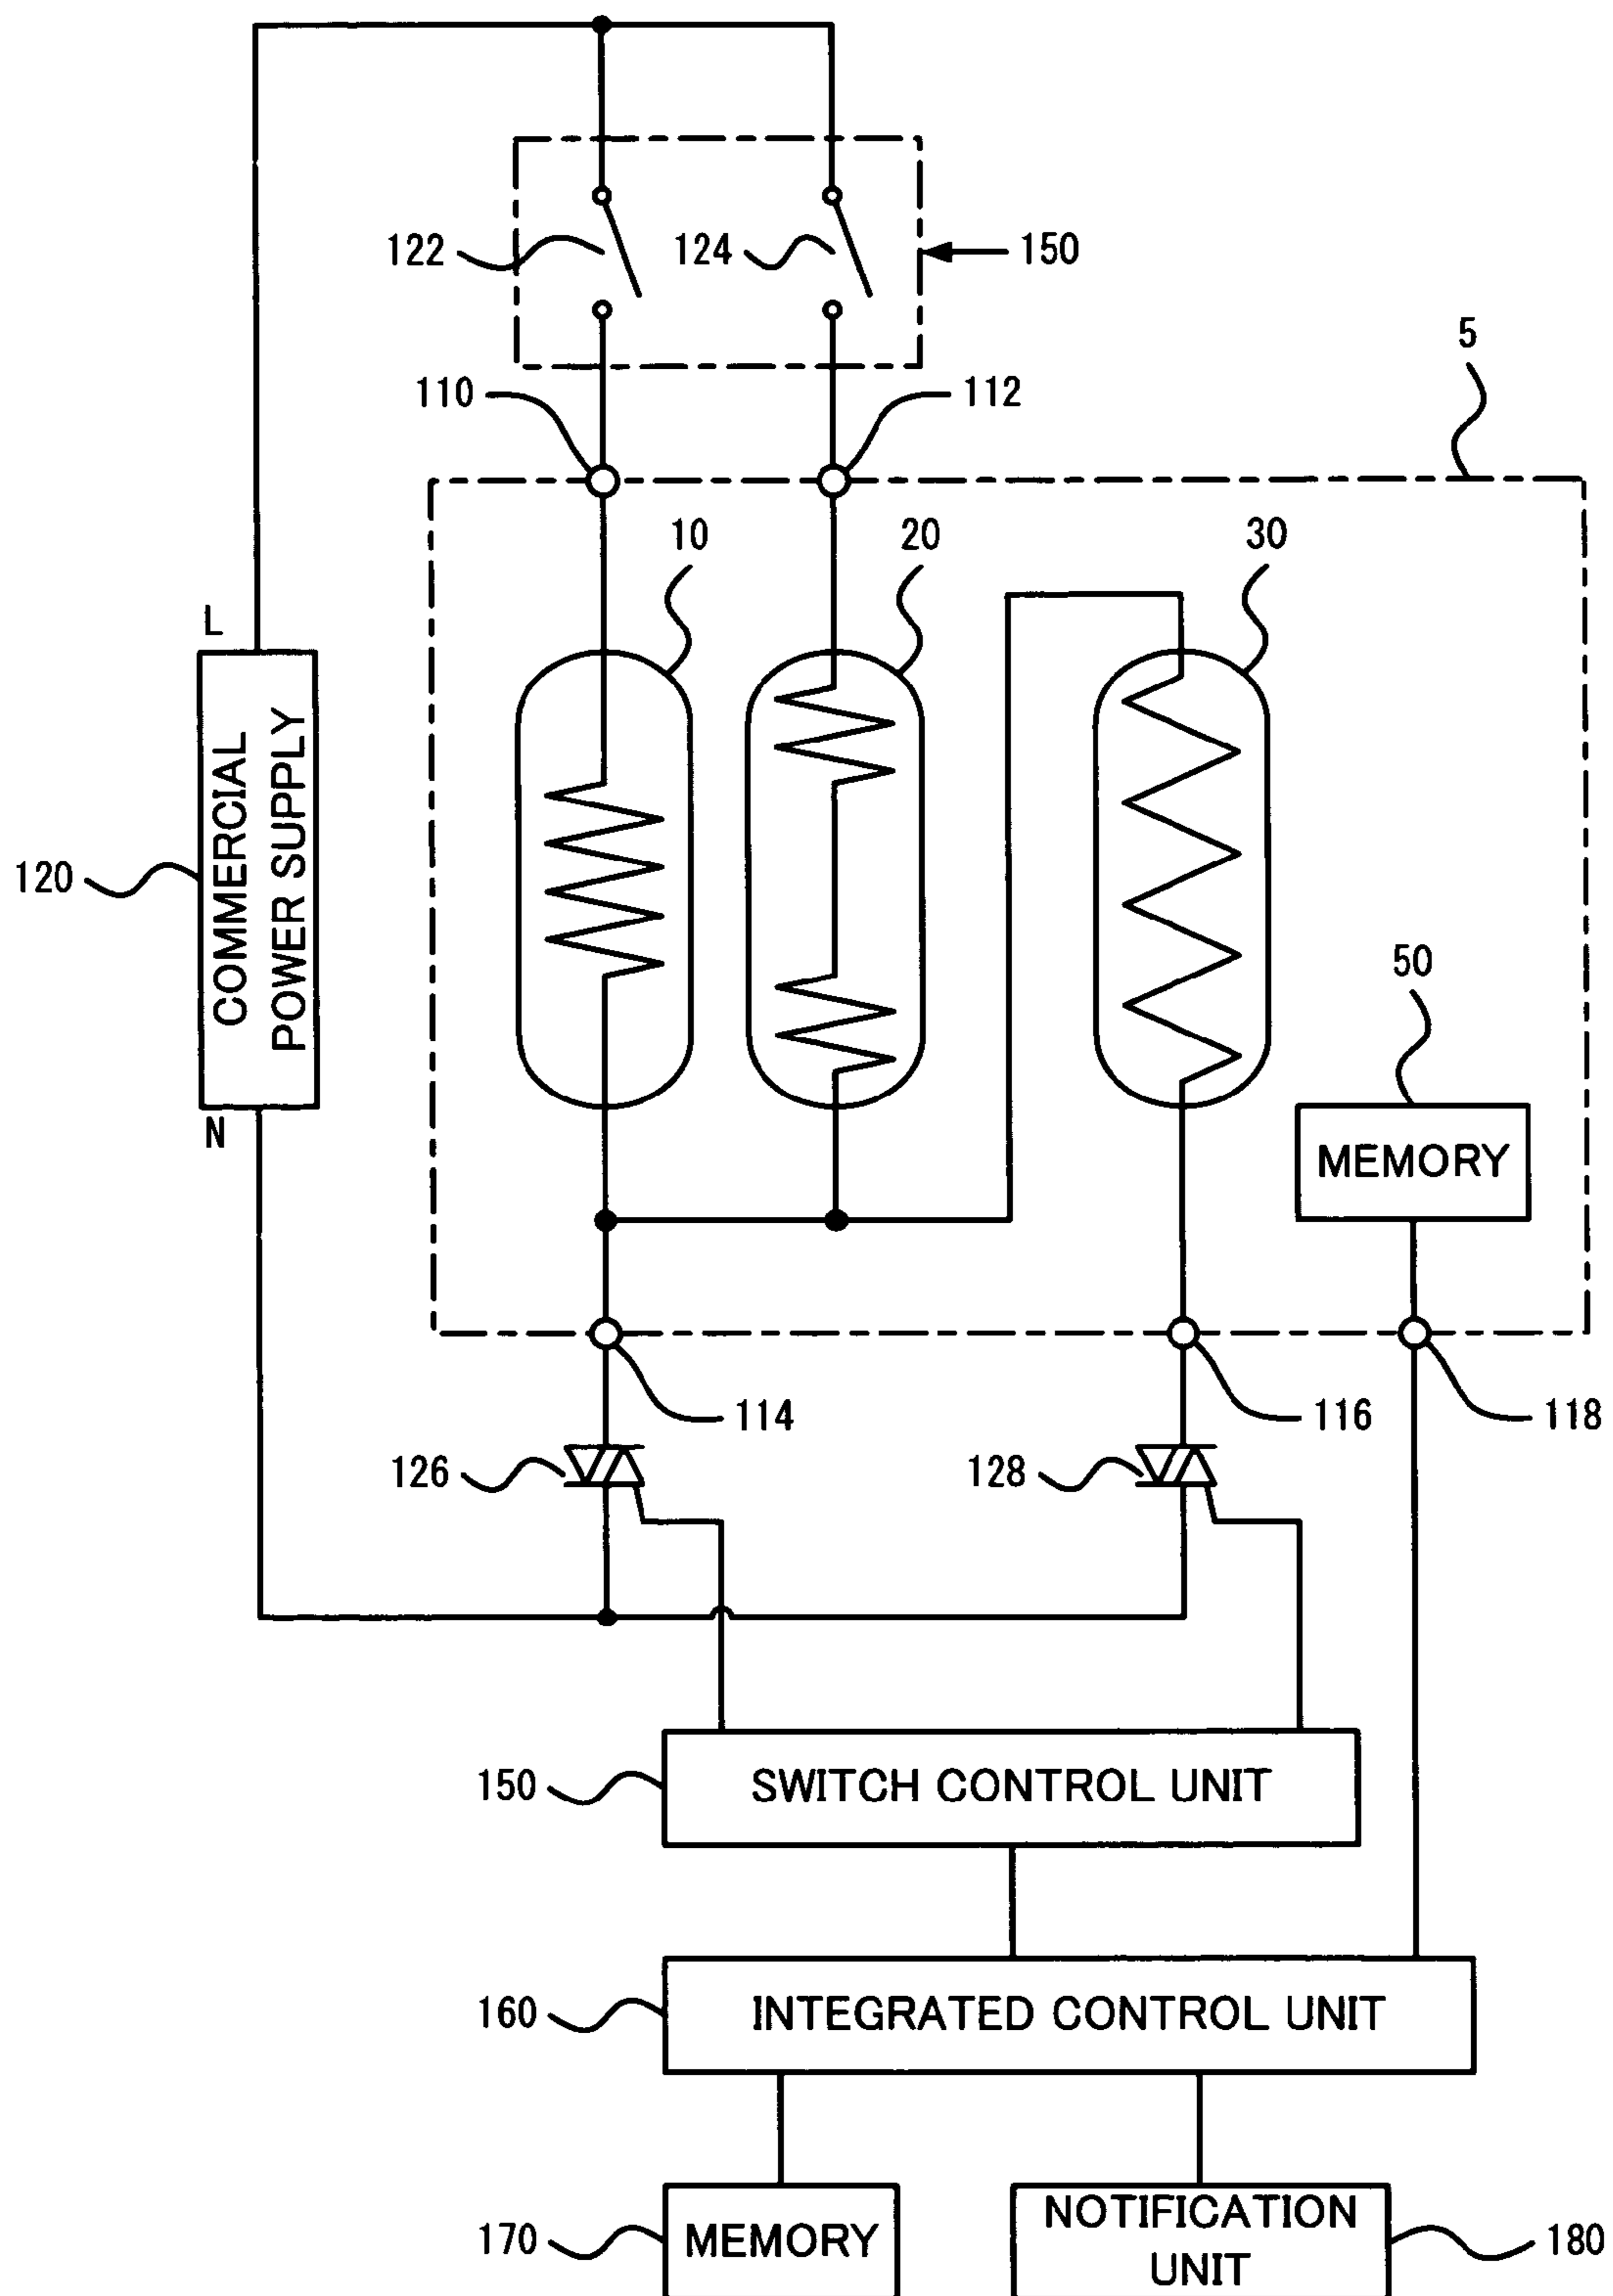 122
124
150
5
110
112
10
20
30
L
120
COMMERCIAL
POWER SUPPLY
50
N
MEMORY
114
116
118
126
128
150
SWITCH CONTROL UNIT
160
INTEGRATED CONTROL UNIT
170
MEMORY
NOTIFICATION
UNIT
180